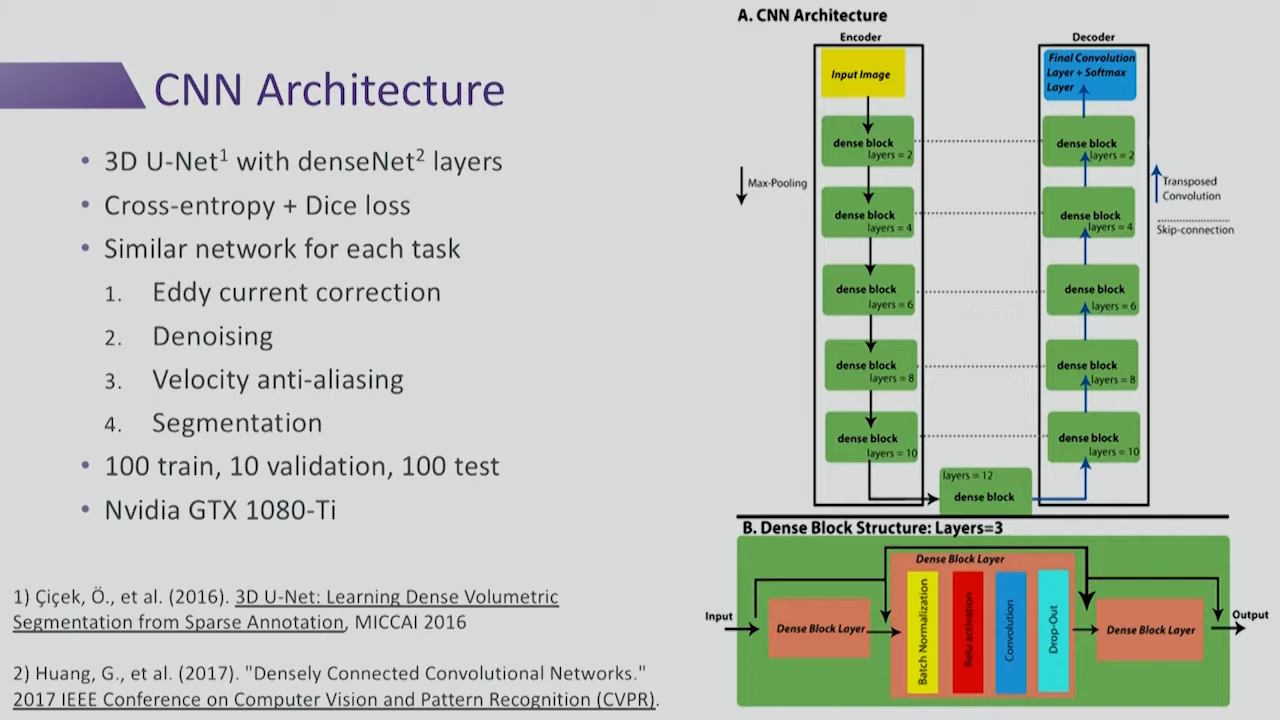 CNN Architecture
• 3D U-Net1 with denseNet2 layers
• Cross-entropy + Dice loss
• Similar network for each task
1. Eddy current correction
2. Denoising
3. Velocity anti-aliasing
4. Segmentation
• 100 train, 10 validation, 100 test
• Nvidia GTX 1080-Ti
1) Çiçek, Ö., et al. (2016). 3D U-Net: Learning Dense Volumetric
Segmentation from Sparse Annotation, MICCAI 2016
2) Huang, G., et al. (2017). "Densely Connected Convolutional Networks."
2017 IEEE Conference on Computer Vision and Pattern Recognition (CVPR).
A. CNN Architecture
Encoder
Input Image
dense block
layers = 2
dense block
layers = 4
dense block
layers = 6
dense block
layers = 8
dense block
layers = 10
Max-Pooling
layers = 12
dense block
Decoder
Final Convolution
Layer + Softmax
Layer
dense block
layers = 2
dense block
layers = 4
dense block
layers = 6
dense block
layers = 8
dense block
layers = 10
Transposed
Convolution
Skip-connection
B. Dense Block Structure: Layers=3
Input
Dense Block Layer
Dense Block Layer
Batch Normalization
Relu activation
Convolution
Drop-Out
Dense Block Layer
Output